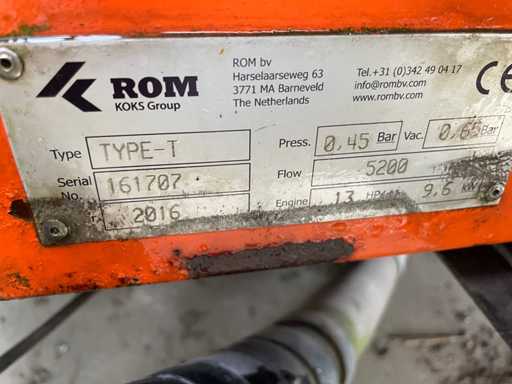 ROM
KOKS Group
ROM bv
Harselaarseweg 63
3771 MA Barneveld
The Netherlands
Tel.+31 (0)342 49 04 17
info@rombv.com
www.rombv.com
CE
Type TYPE-T
Serial No. 161707
2016
Press. 0,45 Bar Vac. 0,65 Bar
Flow 5200
Engine 13 HP 9,6 kW